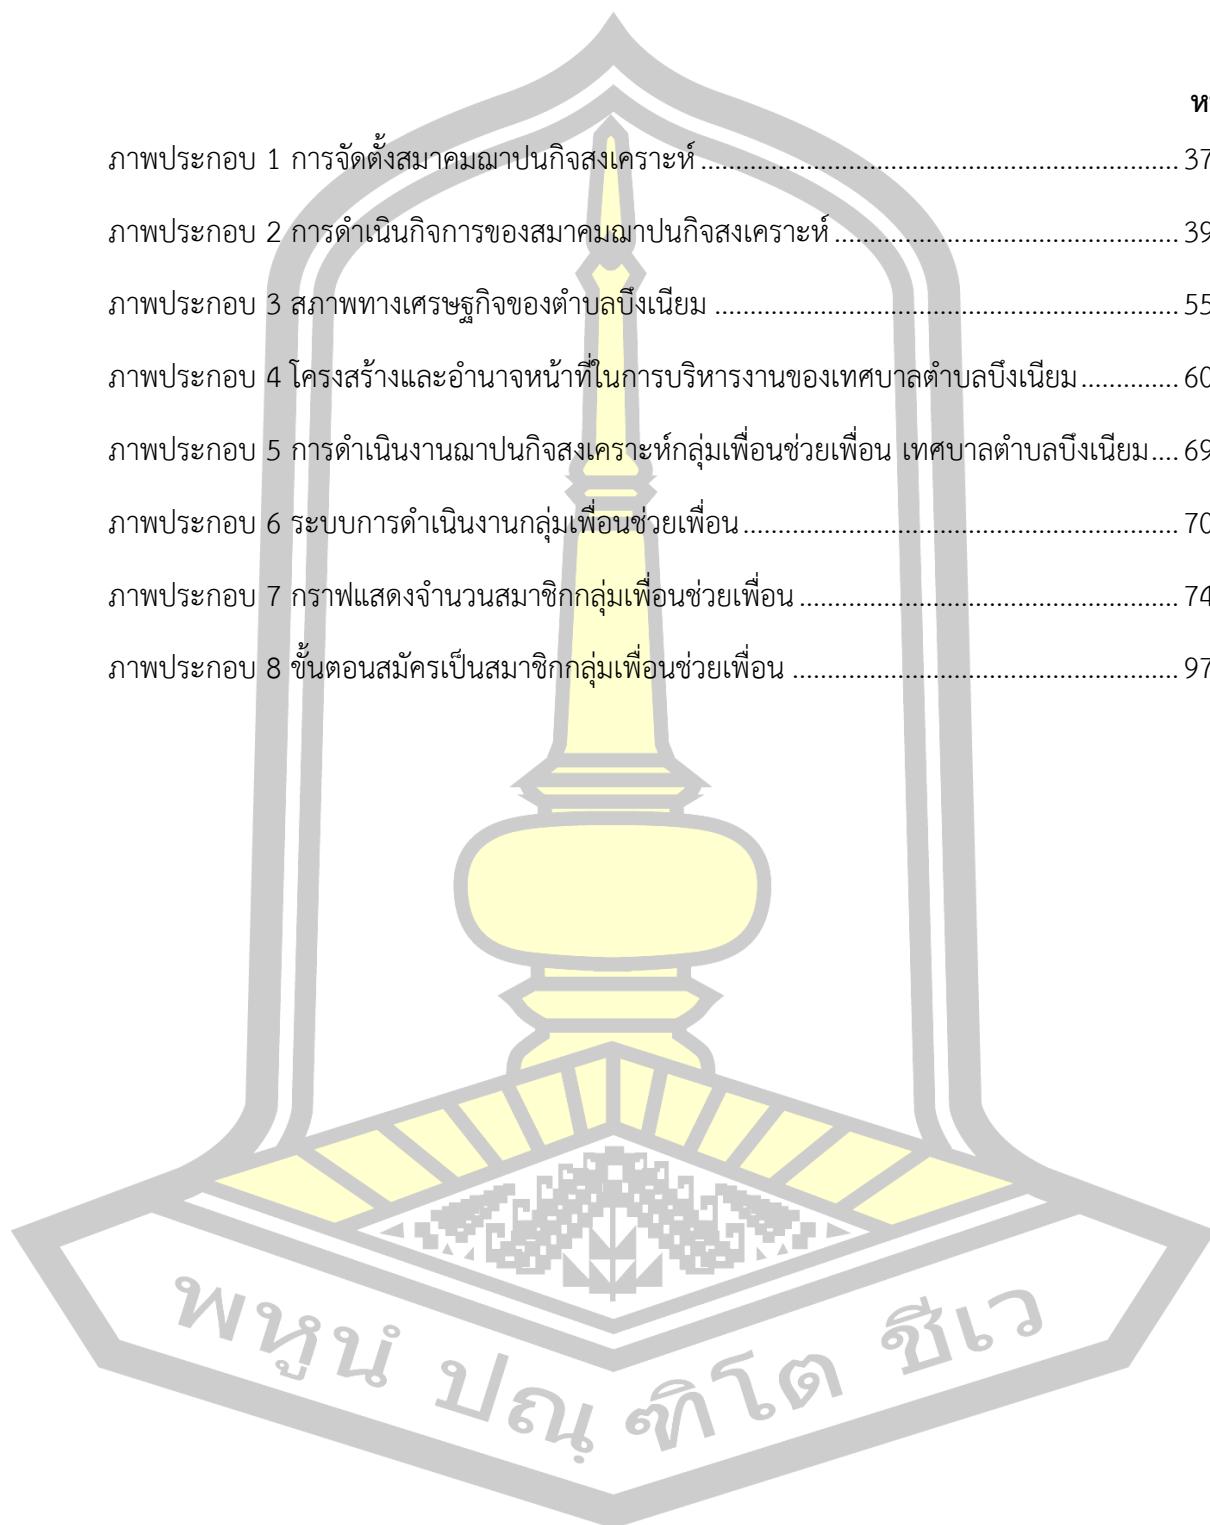 ภาพประกอบ 1 การจัดตั้งสมาคมฌาปนกิจสงเคราะห์ ........................................................ 37
ภาพประกอบ 2 การดำเนินกิจการของสมาคมฌาปนกิจสงเคราะห์ ........................................ 39
ภาพประกอบ 3 สภาพทางเศรษฐกิจของตำบลบึงเนียม ...................................................... 55
ภาพประกอบ 4 โครงสร้างและอำนาจหน้าที่ในการบริหารงานของเทศบาลตำบลบึงเนียม ............ 60
ภาพประกอบ 5 การดำเนินงานฌาปนกิจสงเคราะห์กลุ่มเพื่อนช่วยเพื่อน เทศบาลตำบลบึงเนียม .... 69
ภาพประกอบ 6 ระบบการดำเนินงานกลุ่มเพื่อนช่วยเพื่อน ................................................... 70
ภาพประกอบ 7 กราฟแสดงจำนวนสมาชิกกลุ่มเพื่อนช่วยเพื่อน ............................................ 74
ภาพประกอบ 8 ขั้นตอนสมัครเป็นสมาชิกกลุ่มเพื่อนช่วยเพื่อน ............................................. 97
พหูนํ ปณฺฑิโต ชีเว